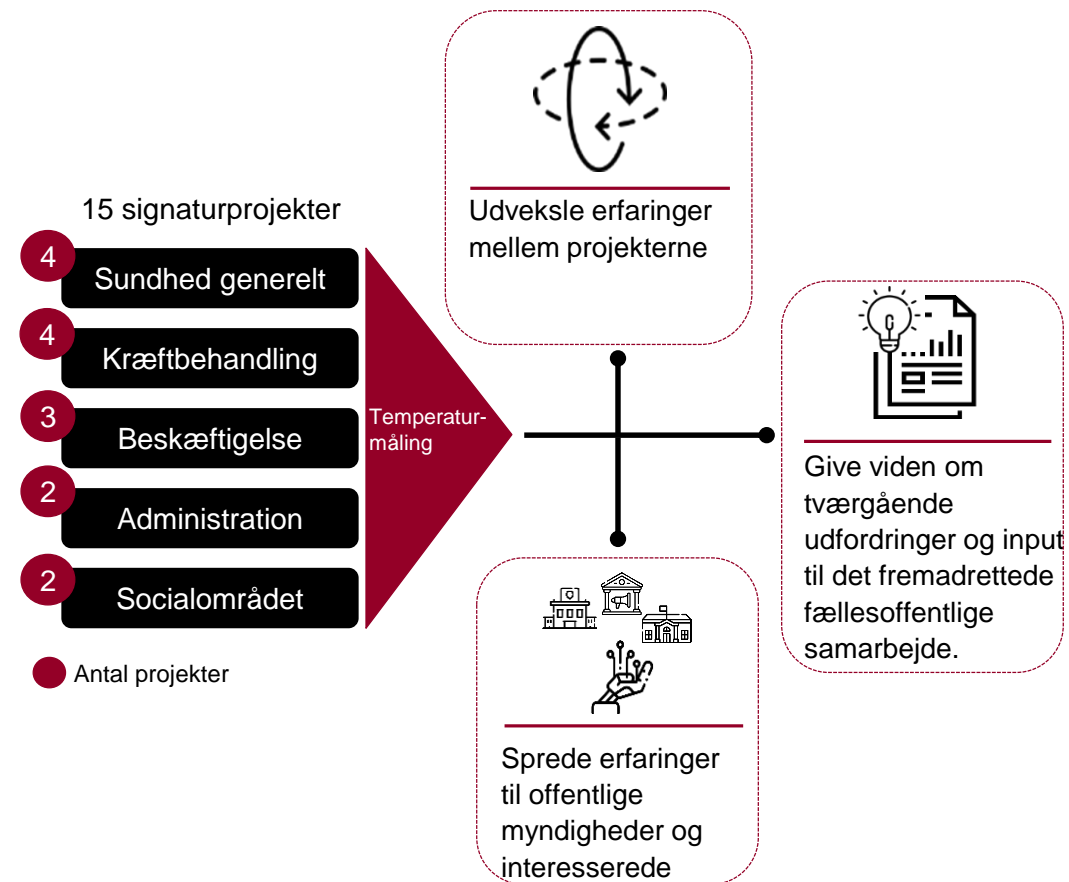 15 signaturprojekter
4
Sundhed generelt
4
Kræftbehandling
3
Beskæftigelse
2
Administration
2
Socialområdet
Antal projekter
Temperatur-
måling
Udveksle erfaringer
mellem projekterne
Give viden om
tværgående
udfordringer og input
til det fremadrettede
fællesoffentlige
samarbejde.
Sprede erfaringer
til offentlige
myndigheder og
interesserede